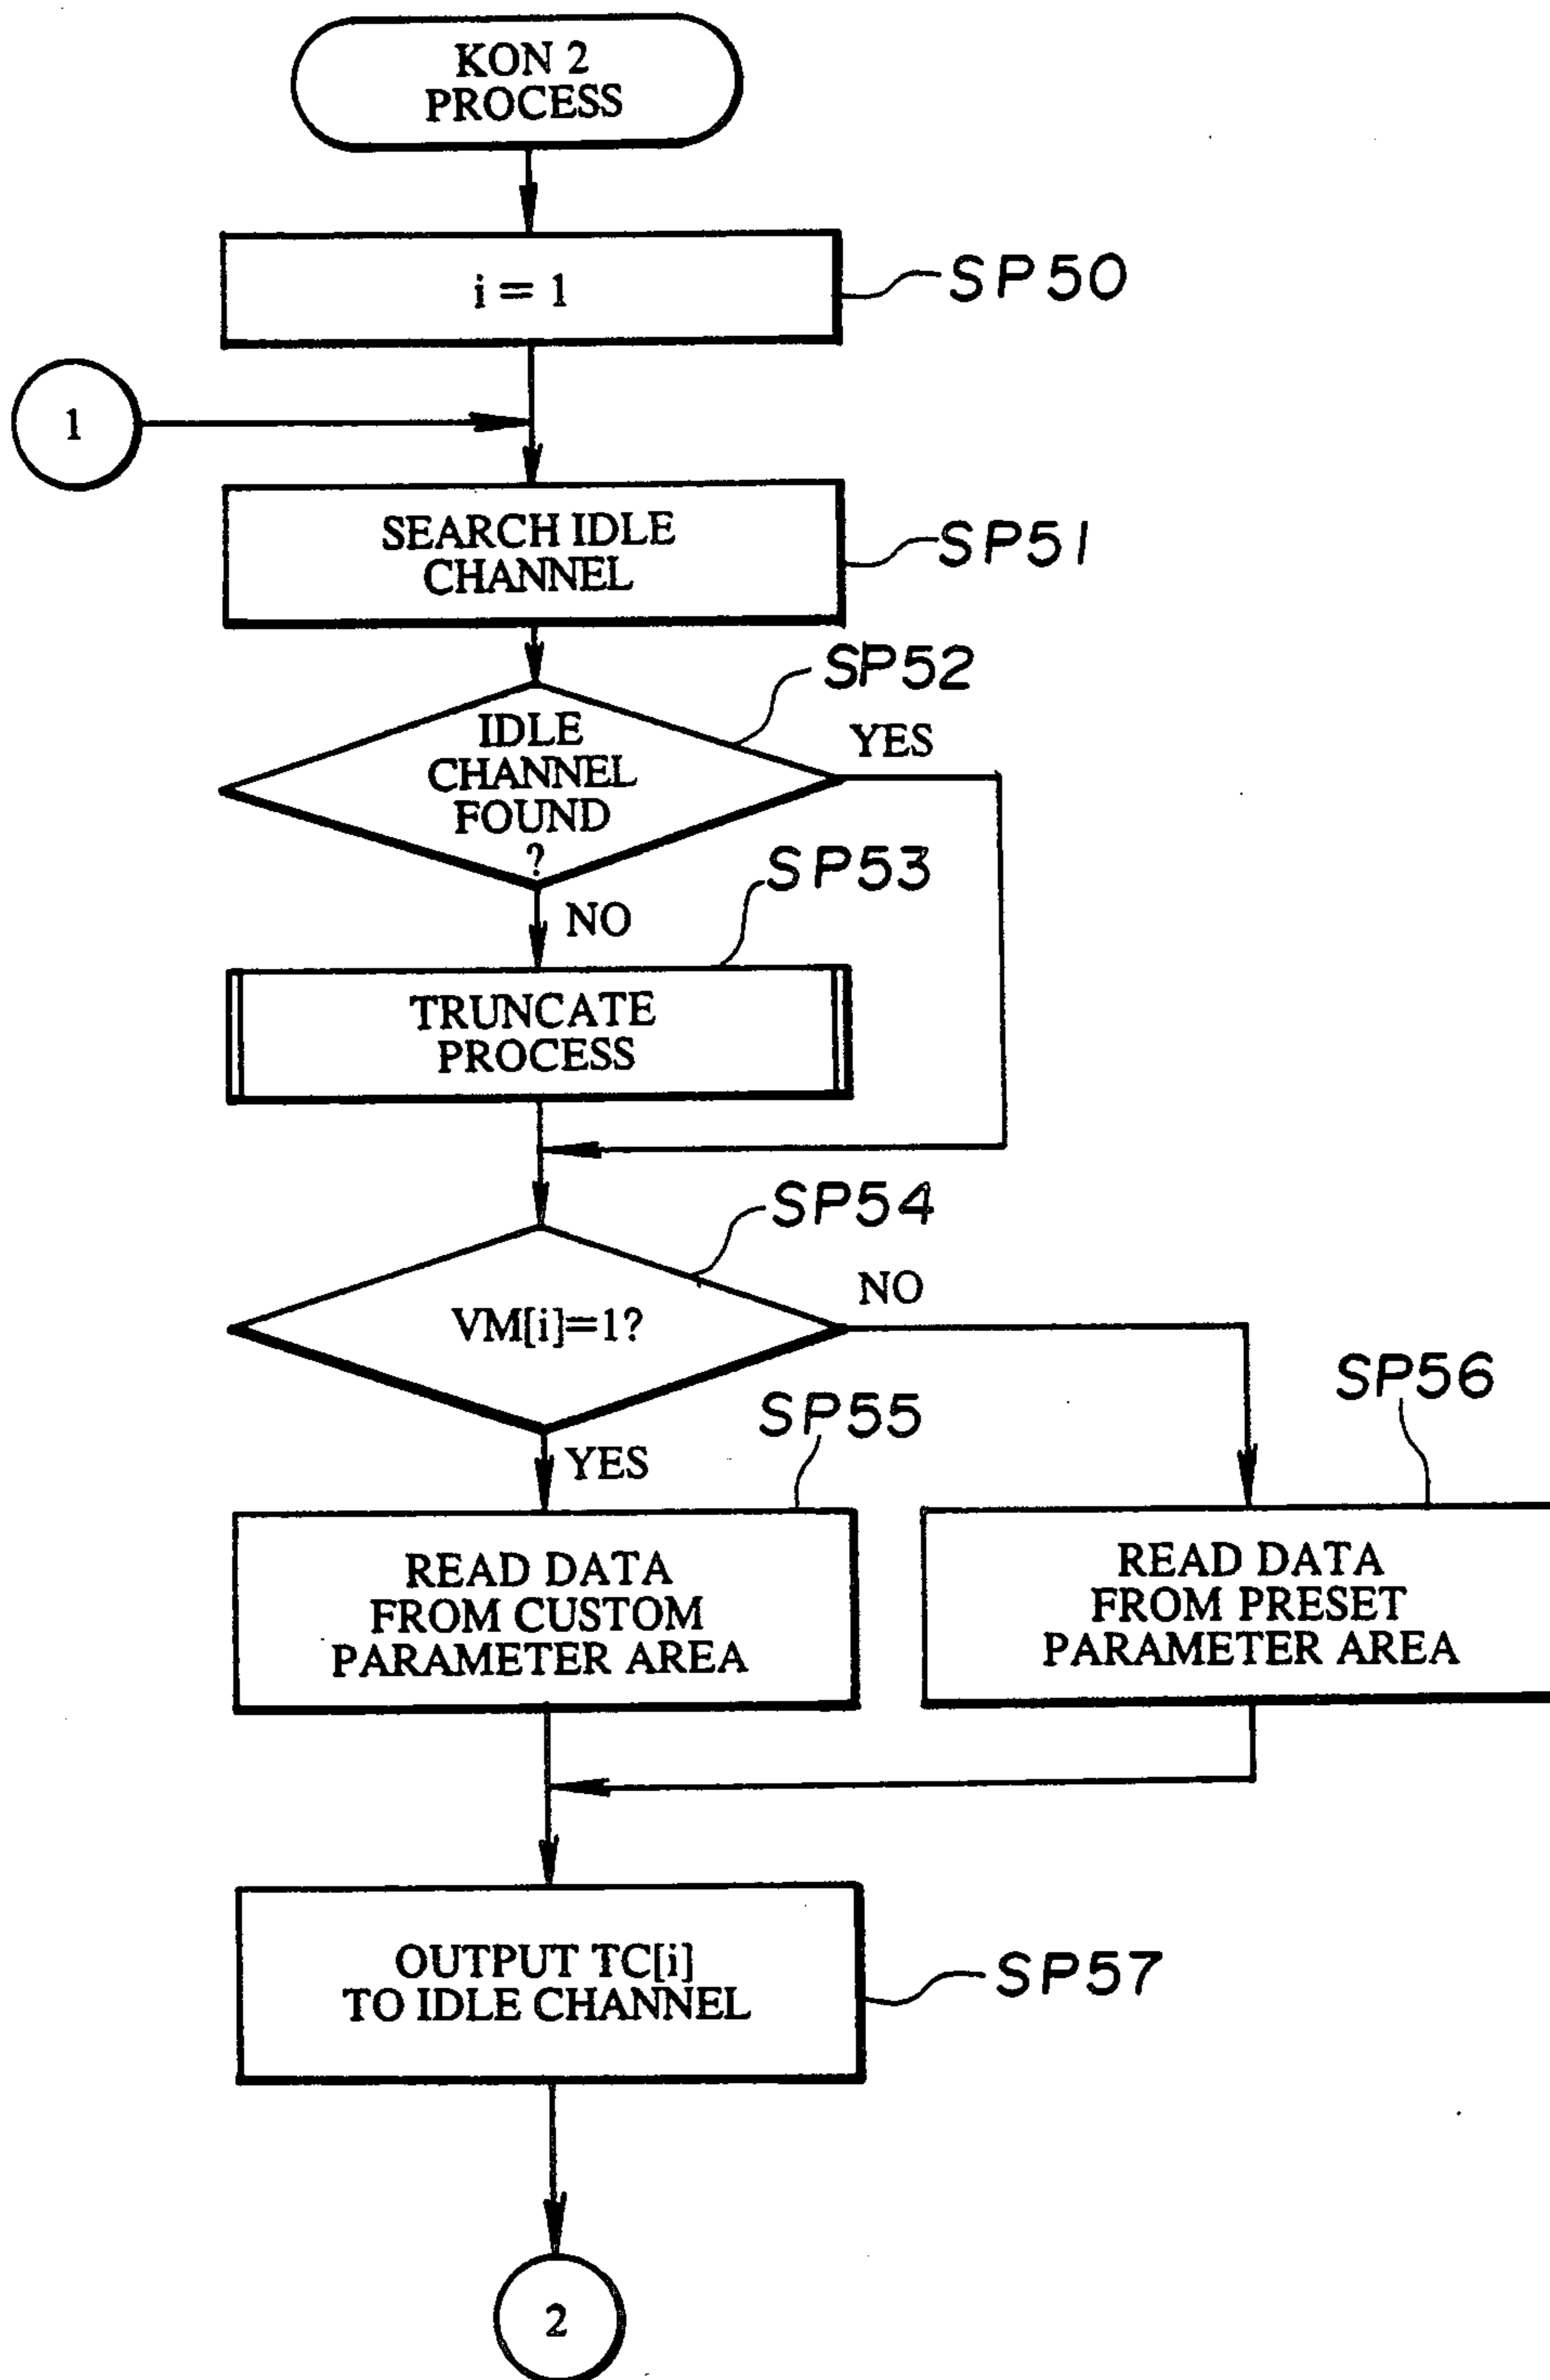 KON 2
PROCESS
i = 1
SP50
1
SEARCH IDLE
CHANNEL
SP51
SP52
IDLE
CHANNEL
FOUND
?
YES
SP53
NO
TRUNCATE
PROCESS
SP54
VM[i]=1?
NO
SP55
SP56
YES
READ DATA
FROM CUSTOM
PARAMETER AREA
READ DATA
FROM PRESET
PARAMETER AREA
OUTPUT TC[i]
TO IDLE CHANNEL
SP57
2